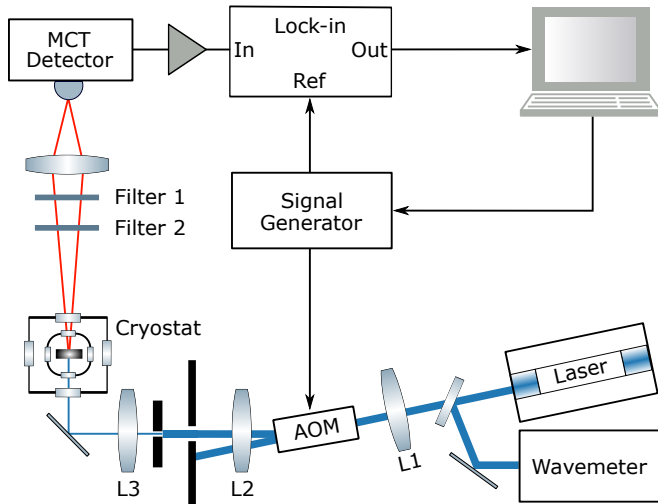 MCT
Detector
Lock-in
In
Out
Ref
Filter 1
Filter 2
Signal
Generator
Cryostat
Laser
AOM
L1
L2
L3
Wavemeter